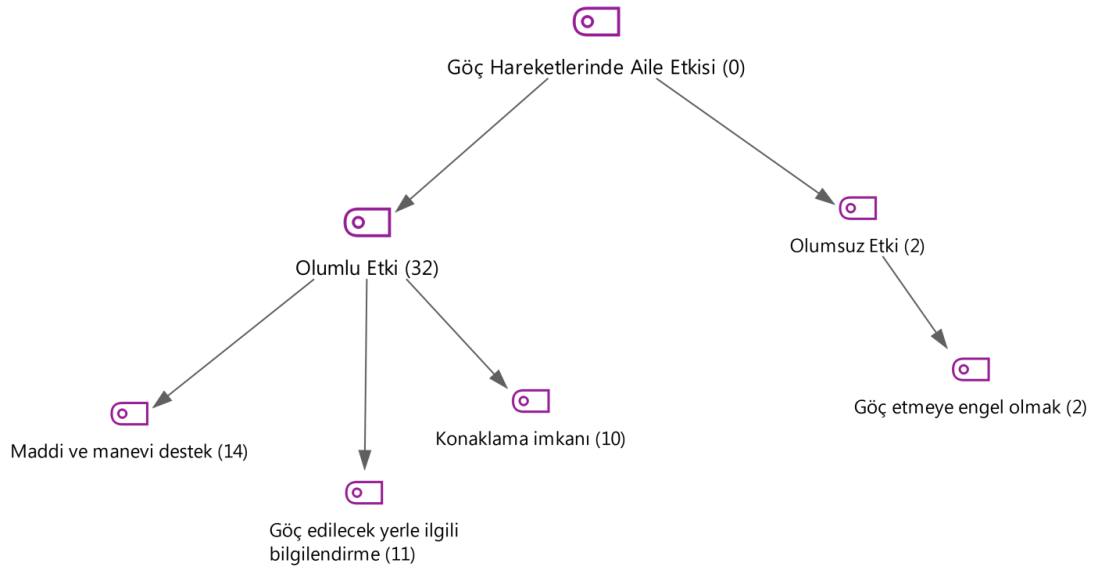 Göç Hareketlerinde Aile Etkisi (0)
Olumlu Etki (32)
Olumsuz Etki (2)
Maddi ve manevi destek (14)
Göç edilecek yerle ilgili
bilgilendirme (11)
Konaklama imkanı (10)
Göç etmeye engel olmak (2)